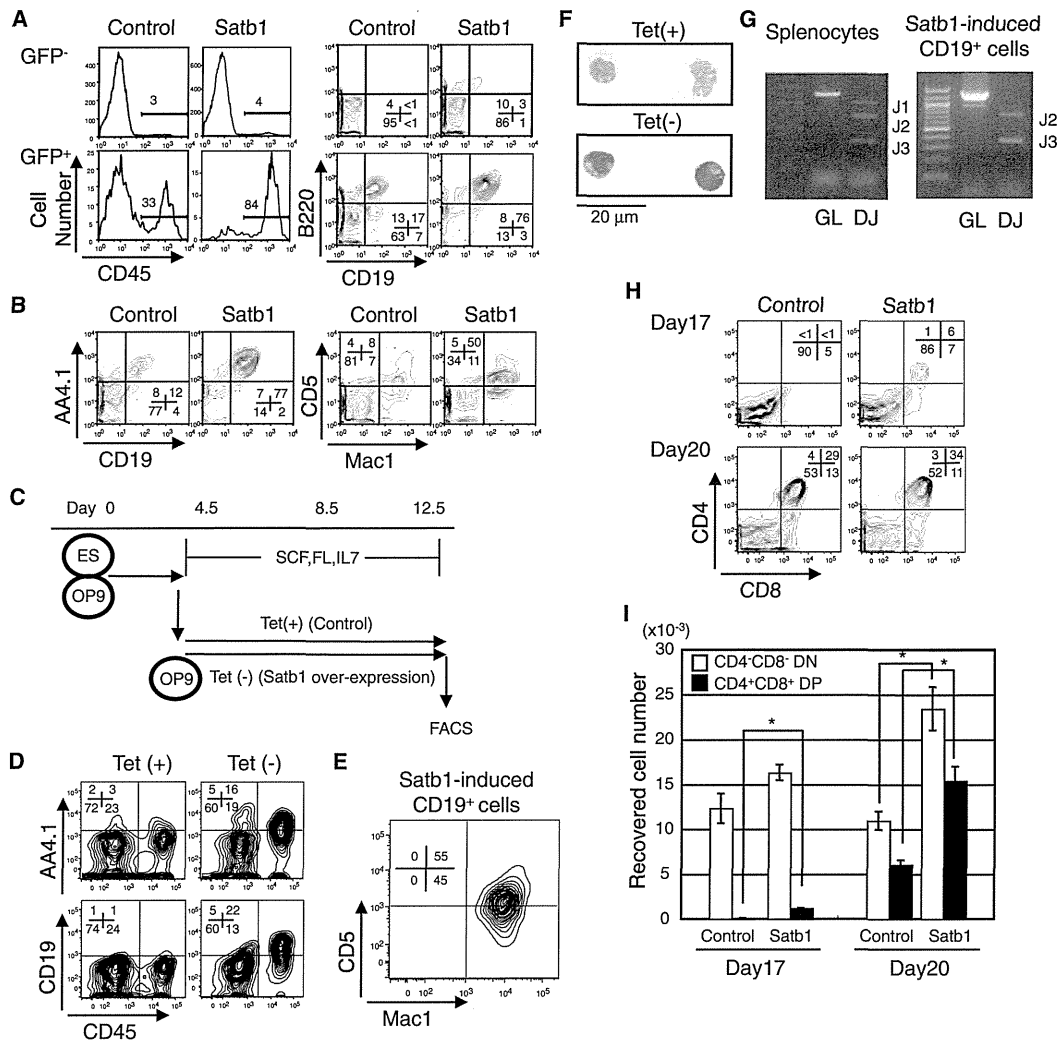 A
Control
Satb1
GFP-
3
4
GFP+
33
84
Cell Number
CD45
4 <1
95 <1
10 3
86 1
13 17
63 7
8 76
13 3
B220
CD19
B
Control
Satb1
Control
Satb1
8 12
77 4
7 77
14 2
4 8
81 7
5 50
34 11
AA4.1
CD19
CD5
Mac1
C
Day 0 4.5 8.5 12.5
ES
OP9
SCF,FL,IL7
Tet(+) (Control)
OP9
Tet (-) (Satb1 over-expression)
FACS
D
Tet (+)
Tet (-)
2 3
72 23
5 16
60 19
AA4.1
1 1
74 24
5 22
60 13
CD19
CD45
E
Satb1-induced
CD19+ cells
0 55
0 45
CD5
Mac1
F
Tet(+)
Tet(-)
20 µm
G
Splenocytes
Satb1-induced
CD19+ cells
J1
J2
J3
J2
J3
GL DJ
GL DJ
H
Control
Satb1
Day17
<1 <1
90 5
1 6
86 7
Day20
4 29
53 13
3 34
52 11
CD4
CD8
I
(x10-3)
30
25
20
15
10
5
0
Recovered cell number
CD4-CD8- DN
CD4+CD8+ DP
*
*
*
Control Satb1 Control Satb1
Day17 Day20